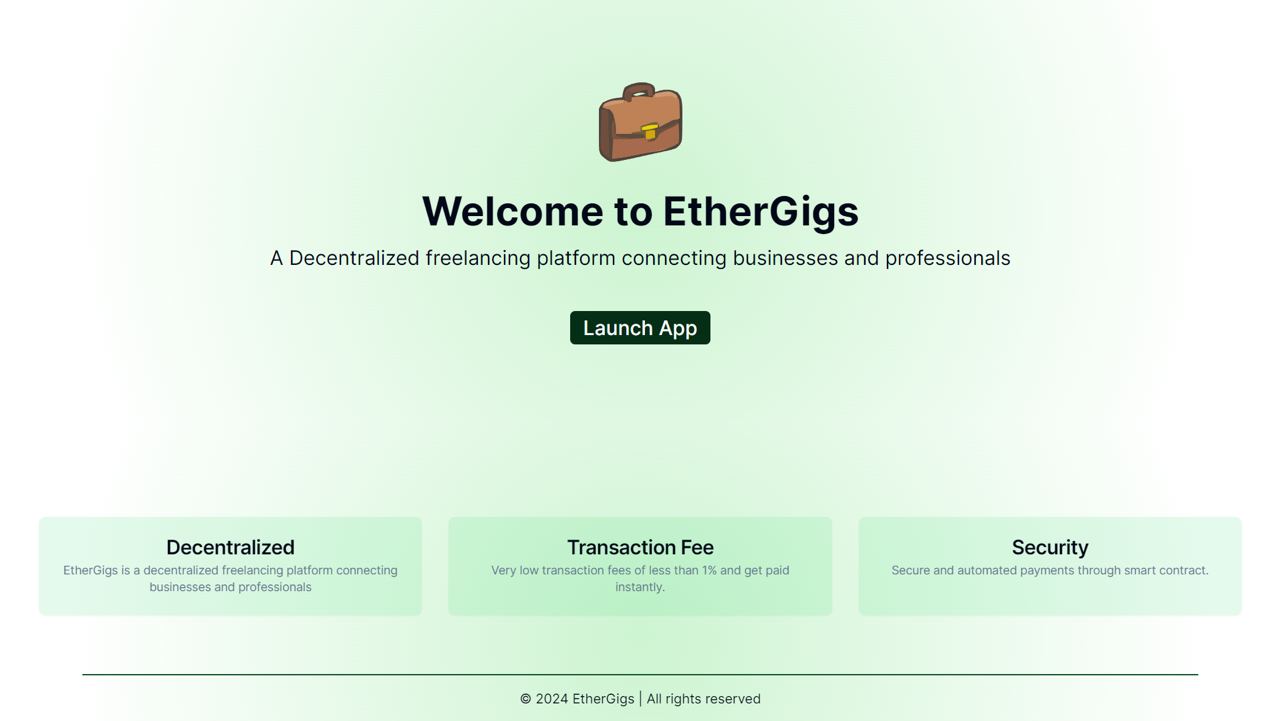 Welcome to EtherGigs
A Decentralized freelancing platform connecting businesses and professionals
Launch App
Decentralized
EtherGigs is a decentralized freelancing platform connecting
businesses and professionals
Transaction Fee
Very low transaction fees of less than 1% and get paid
instantly.
Security
Secure and automated payments through smart contract.
© 2024 EtherGigs | All rights reserved